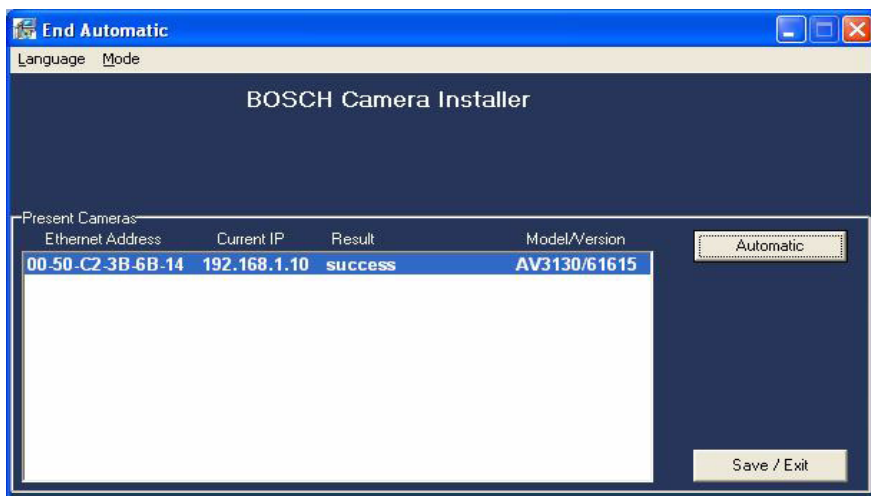 End Automatic
Language Mode
BOSCH Camera Installer
Present Cameras
Ethernet Address Current IP Result Model/Version
Automatic
00-50-C2-3B-6B-14 192.168.1.10 success AV3130/61615
Save / Exit